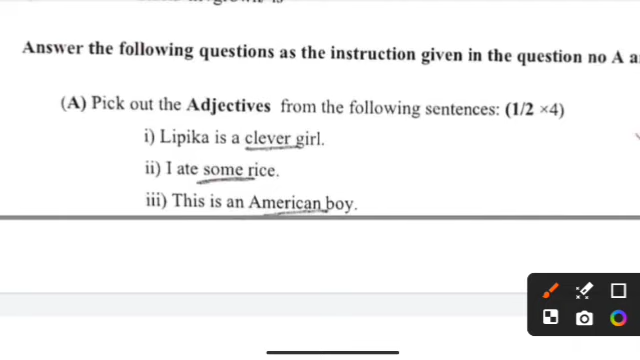 Answer the following questions as the instruction given in the question no A a
(A) Pick out the Adjectives from the following sentences: (1/2 ×4)
i) Lipika is a clever girl.
ii) I ate some rice.
iii) This is an American boy.